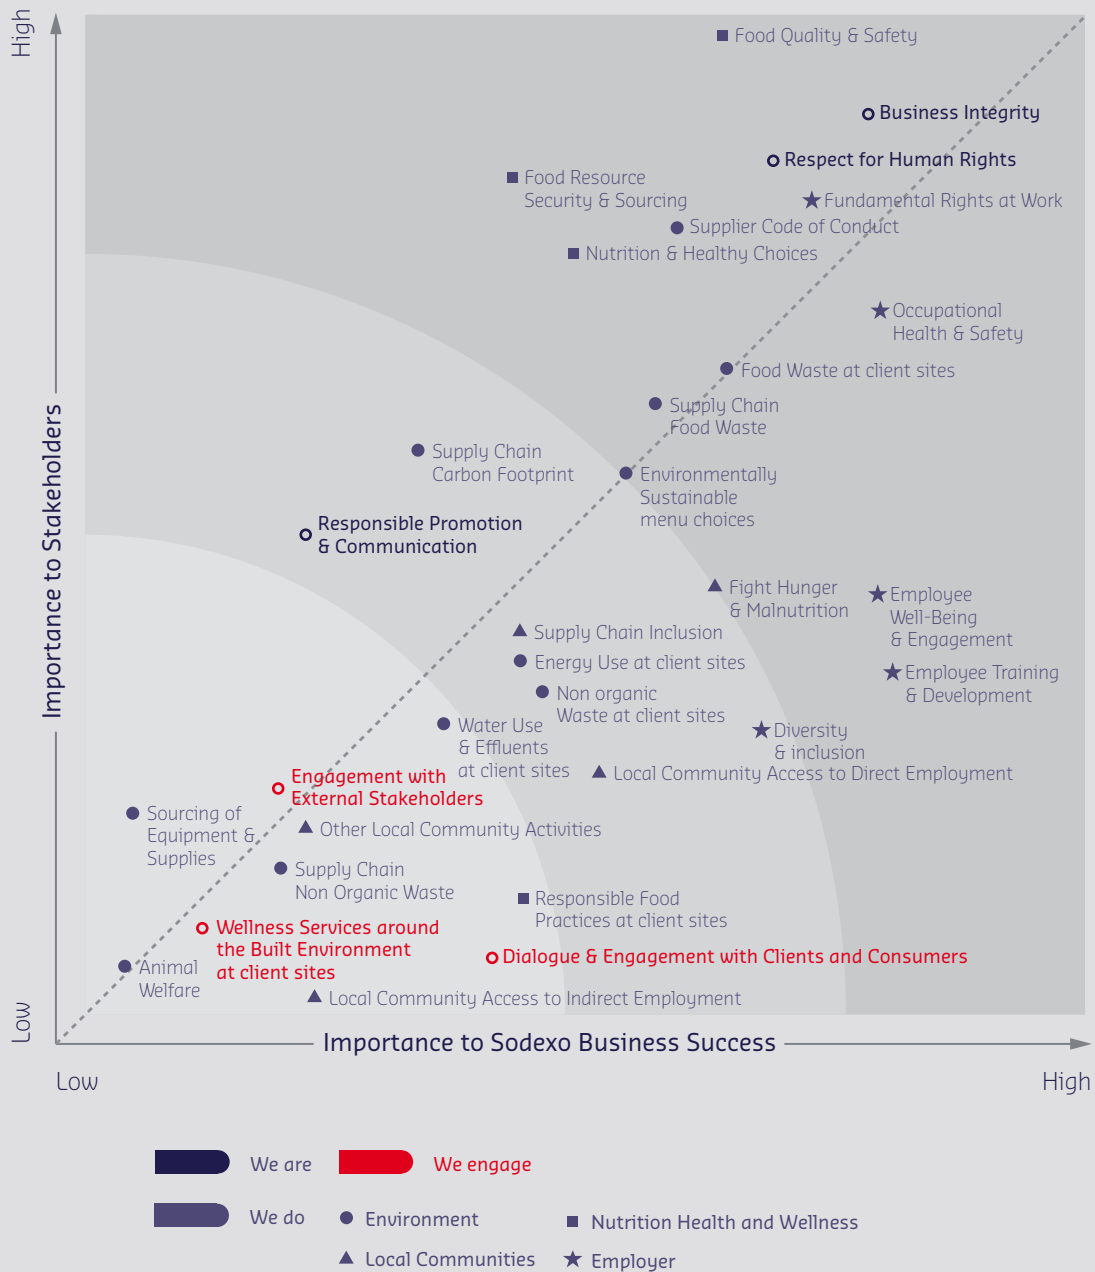 High
Food Quality & Safety
Business Integrity
Respect for Human Rights
Food Resource
Security & Sourcing
Fundamental Rights at Work
Supplier Code of Conduct
Nutrition & Healthy Choices
Occupational
Health & Safety
Food Waste at client sites
Supply Chain
Food Waste
Supply Chain
Carbon Footprint
Environmentally
Sustainable
menu choices
Responsible Promotion
& Communication
Importance to Stakeholders
Fight Hunger
& Malnutrition
Employee
Well-Being
& Engagement
Supply Chain Inclusion
Energy Use at client sites
Employee Training
& Development
Non organic
Waste at client sites
Water Use
& Effluents
at client sites
Diversity
& inclusion
Local Community Access to Direct Employment
Engagement with
External Stakeholders
Sourcing of
Equipment &
Supplies
Other Local Community Activities
Supply Chain
Non Organic Waste
Responsible Food
Practices at client sites
Wellness Services around
the Built Environment
at client sites
Dialogue & Engagement with Clients and Consumers
Animal
Welfare
Local Community Access to Indirect Employment
Low
Importance to Sodexo Business Success
Low
High
We are
We engage
We do
Environment
Nutrition Health and Wellness
Local Communities
Employer